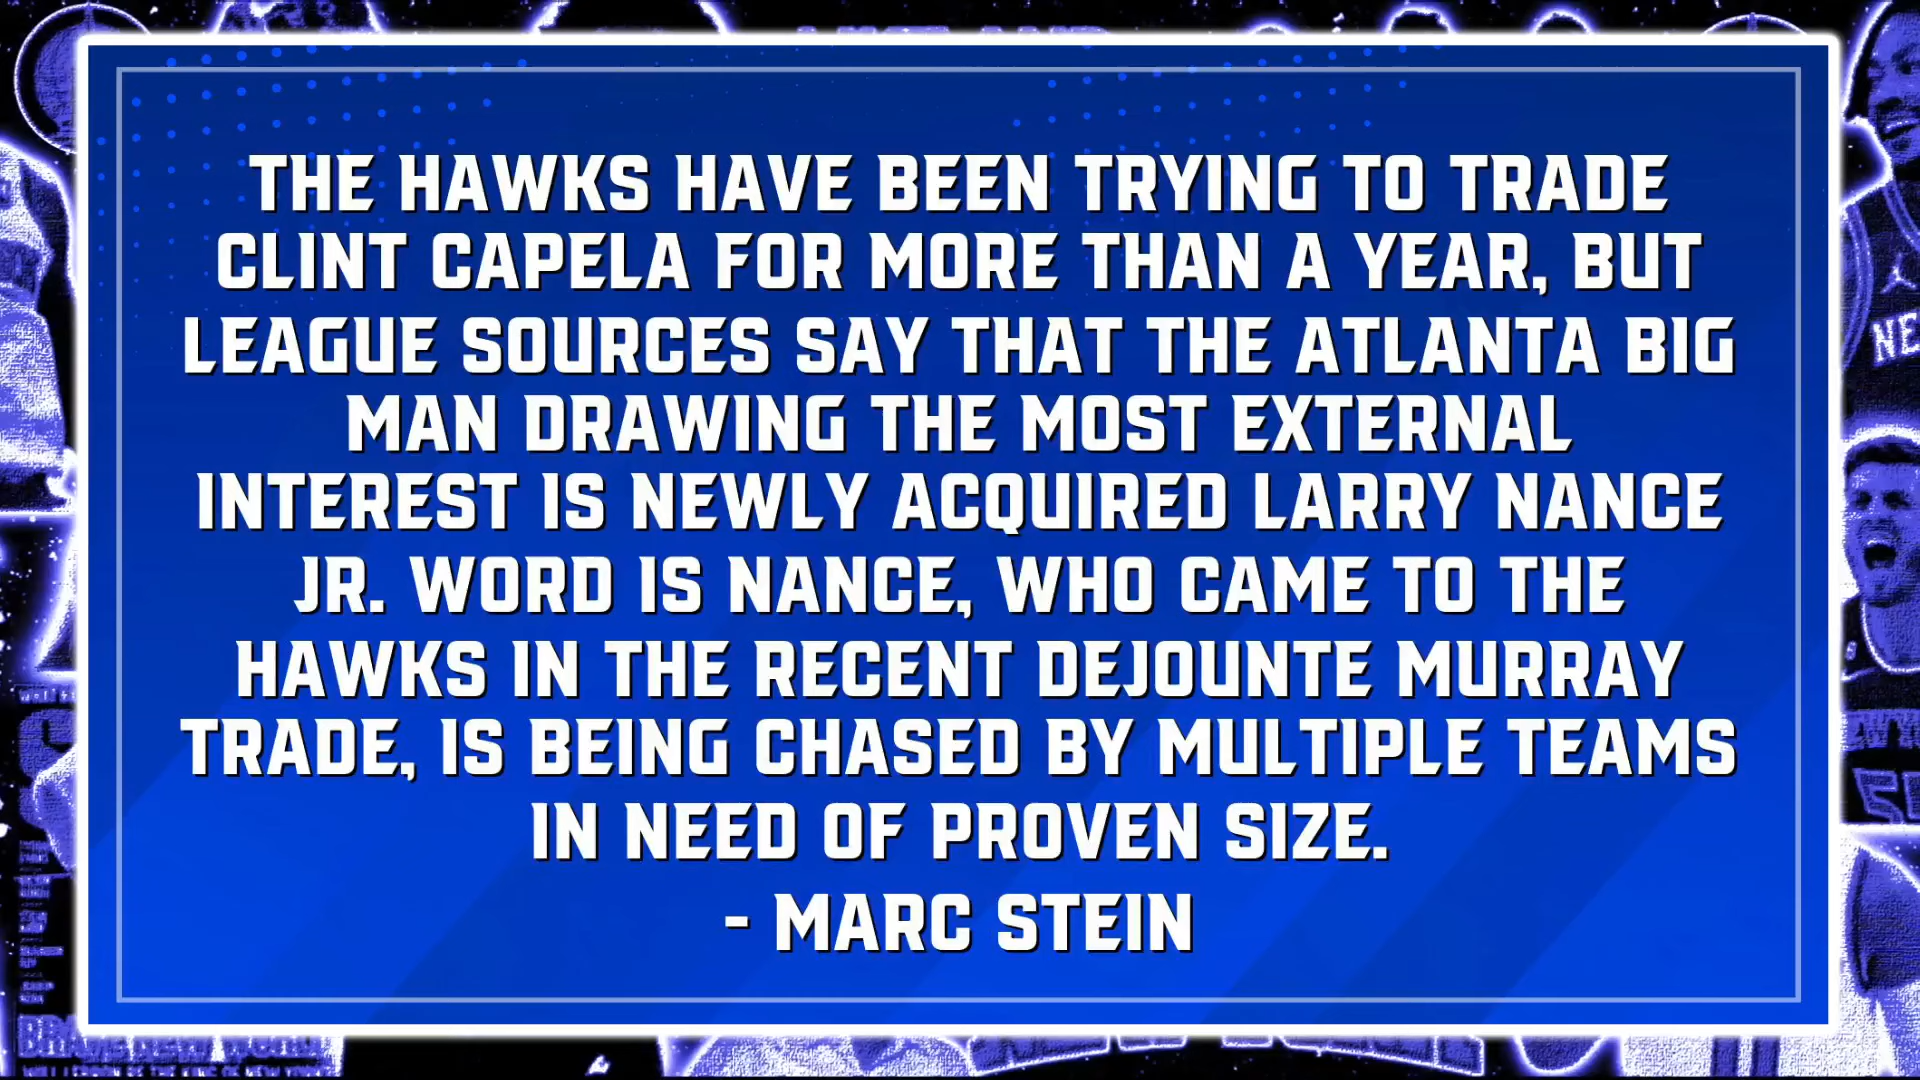 THE HAWKS HAVE BEEN TRYING TO TRADE
CLINT CAPELA FOR MORE THAN A YEAR, BUT
LEAGUE SOURCES SAY THAT THE ATLANTA BIG
MAN DRAWING THE MOST EXTERNAL
INTEREST IS NEWLY ACQUIRED LARRY NANCE
JR. WORD IS NANCE, WHO CAME TO THE
HAWKS IN THE RECENT DEJOUNTE MURRAY
TRADE, IS BEING CHASED BY MULTIPLE TEAMS
IN NEED OF PROVEN SIZE.
- MARC STEIN